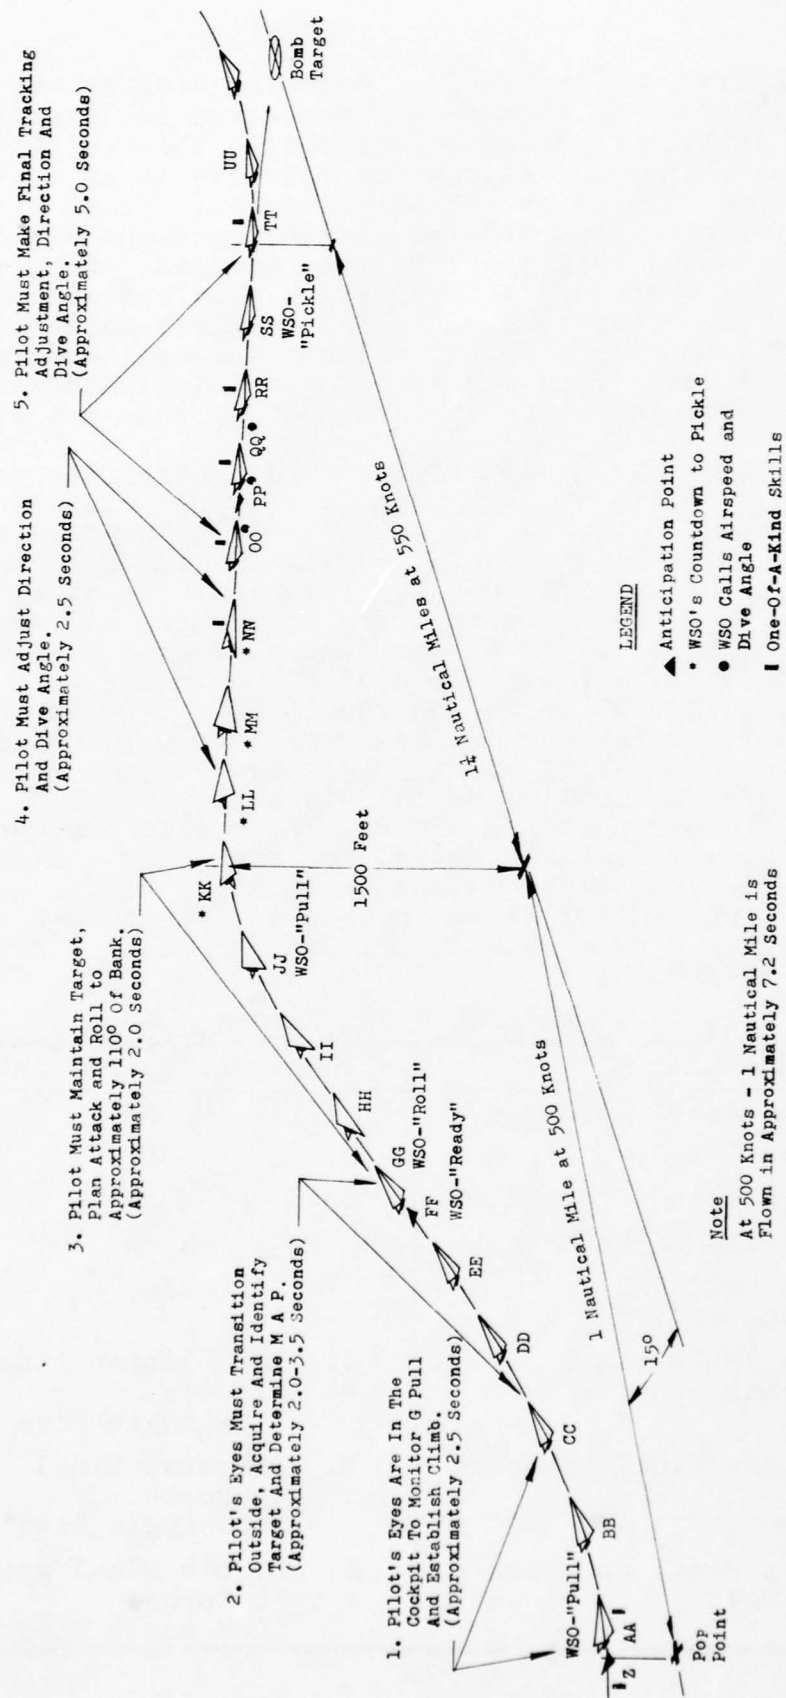 1. Pilot's Eyes Are In The
Cockpit To Monitor G Pull
And Establish Climb.
(Approximately 2.5 Seconds)
2. Pilot's Eyes Must Transition
Outside, Acquire And Identify
Target And Determine M A P.
(Approximately 2.0-3.5 Seconds)
3. Pilot Must Maintain Target,
Plan Attack and Roll to
Approximately 110° Of Bank.
(Approximately 2.0 Seconds)
4. Pilot Must Adjust Direction
And Dive Angle.
(Approximately 2.5 Seconds)
5. Pilot Must Make Final Tracking
Adjustment, Direction And
Dive Angle.
(Approximately 5.0 Seconds)
Z
AA
WSO-"Pull"
BB
CC
DD
EE
FF
WSO-"Ready"
GG
WSO-"Roll"
HH
II
JJ
WSO-"Pull"
* KK
* LL
* MM
* NN
OO
PP
QQ
RR
SS
WSO-
"Pickle"
TT
UU
Bomb
Target
Pop
Point
1500 Feet
1 Nautical Mile at 500 Knots
1¼ Nautical Miles at 550 Knots
15°
Note
At 500 Knots - 1 Nautical Mile is
Flown in Approximately 7.2 Seconds
LEGEND
▲ Anticipation Point
* WSO's Countdown to Pickle
● WSO Calls Airspeed and
Dive Angle
▮ One-Of-A-Kind Skills